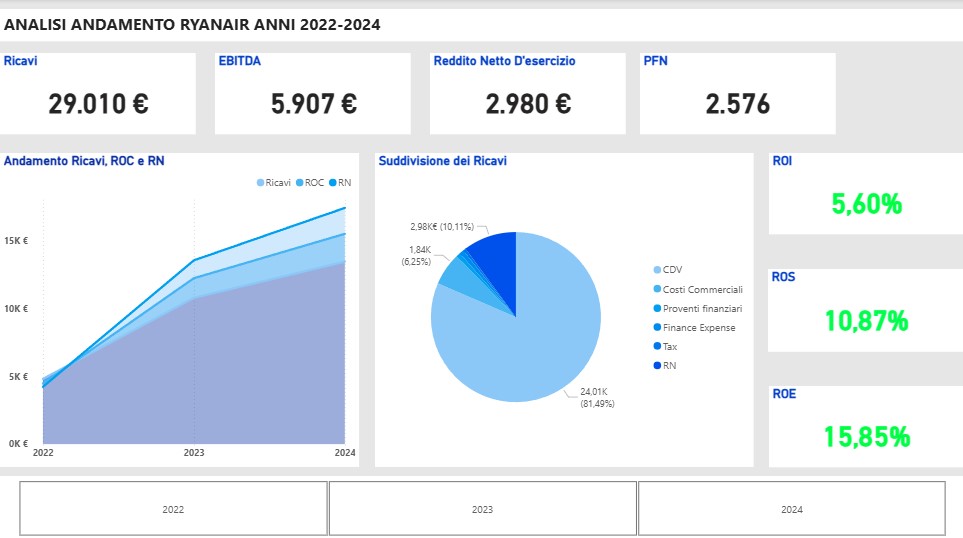 ANALISI ANDAMENTO RYANAIR ANNI 2022-2024
Ricavi
29.010 €
EBITDA
5.907 €
Reddito Netto D'esercizio
2.980 €
PFN
2.576
Andamento Ricavi, ROC e RN
Ricavi ROC RN
15K €
10K €
5K €
0K €
2022 2023 2024
Suddivisione dei Ricavi
2,98K€ (10,11%)
1,84K
(6,25%)
24,01K
(81,49%)
CDV
Costi Commerciali
Proventi finanziari
Finance Expense
Tax
RN
ROI
5,60%
ROS
10,87%
ROE
15,85%
2022 2023 2024